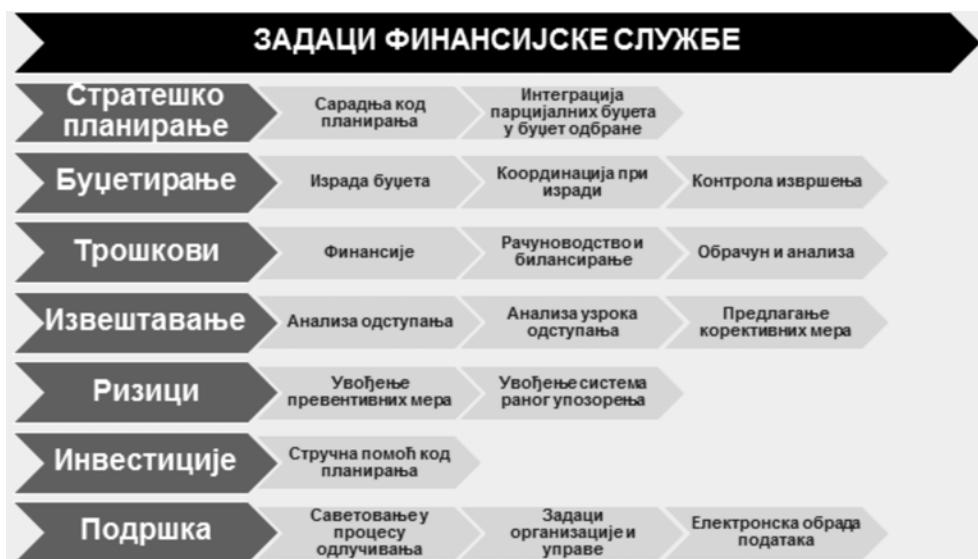 ЗАДАЦИ ФИНАНСИЈСКЕ СЛУЖБЕ
Стратешко
планирање
Сарадња код
планирања
Интеграција
парцијалних буџета
у буџет одбране
Буџетирање
Израда буџета
Координација при
изради
Контрола извршења
Трошкови
Финансије
Рачуноводство и
билансирање
Обрачун и анализа
Извештавање
Анализа одступања
Анализа узрока
одступања
Предлагање
корективних мера
Ризици
Увођење
превентивних мера
Увођење система
раног упозорења
Инвестиције
Стручна помоћ код
планирања
Подршка
Саветовање у
процесу
одлучивања
Задаци
организације и
управе
Електронска обрада
података